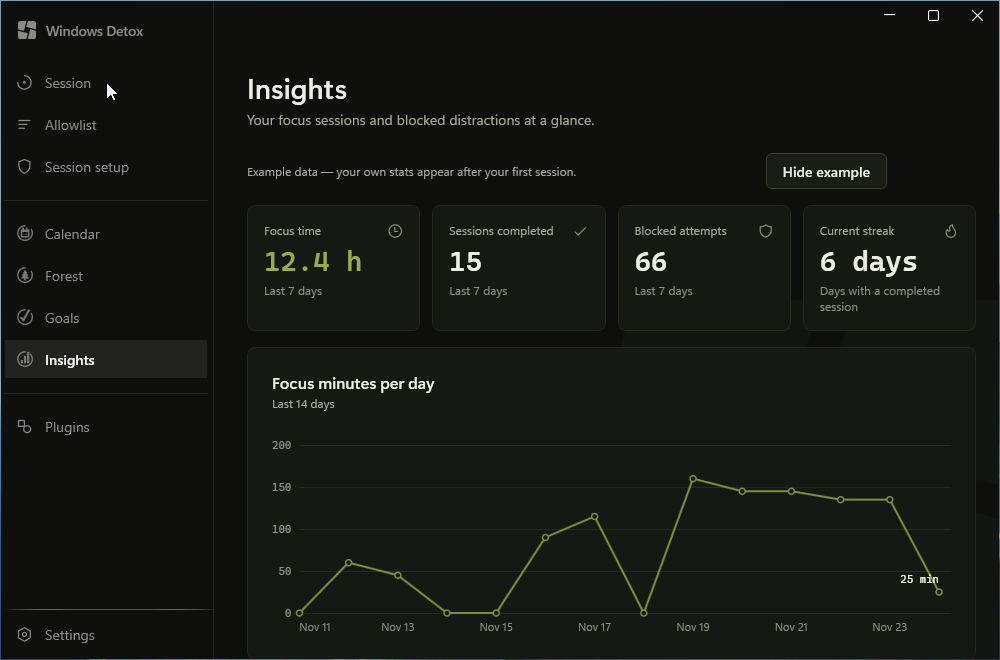 Windows Detox
Session
Allowlist
Session setup
Calendar
Forest
Goals
Insights
Plugins
Settings
Insights
Your focus sessions and blocked distractions at a glance.
Example data — your own stats appear after your first session.
Hide example
Focus time
12.4 h
Last 7 days
Sessions completed
15
Last 7 days
Blocked attempts
66
Last 7 days
Current streak
6 days
Days with a completed
session
Focus minutes per day
Last 14 days
200
150
100
50
0
25 min
Nov 11 Nov 13 Nov 15 Nov 17 Nov 19 Nov 21 Nov 23